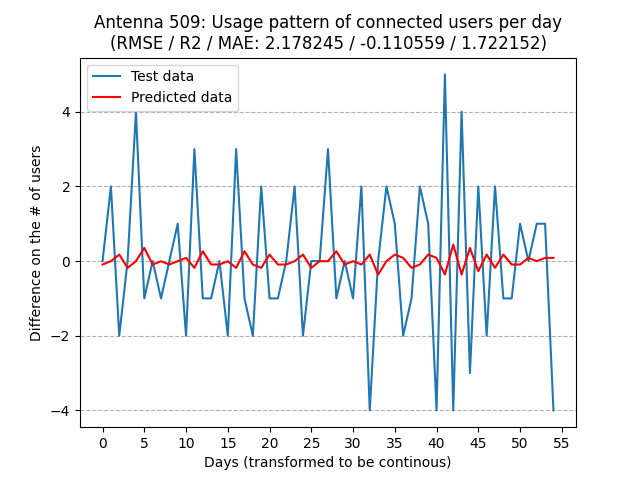 Antenna 509: Usage pattern of connected users per day
(RMSE / R2 / MAE: 2.178245 / -0.110559 / 1.722152)
Test data
Predicted data
Difference on the # of users
4
2
0
−2
−4
0 5 10 15 20 25 30 35 40 45 50 55
Days (transformed to be continous)